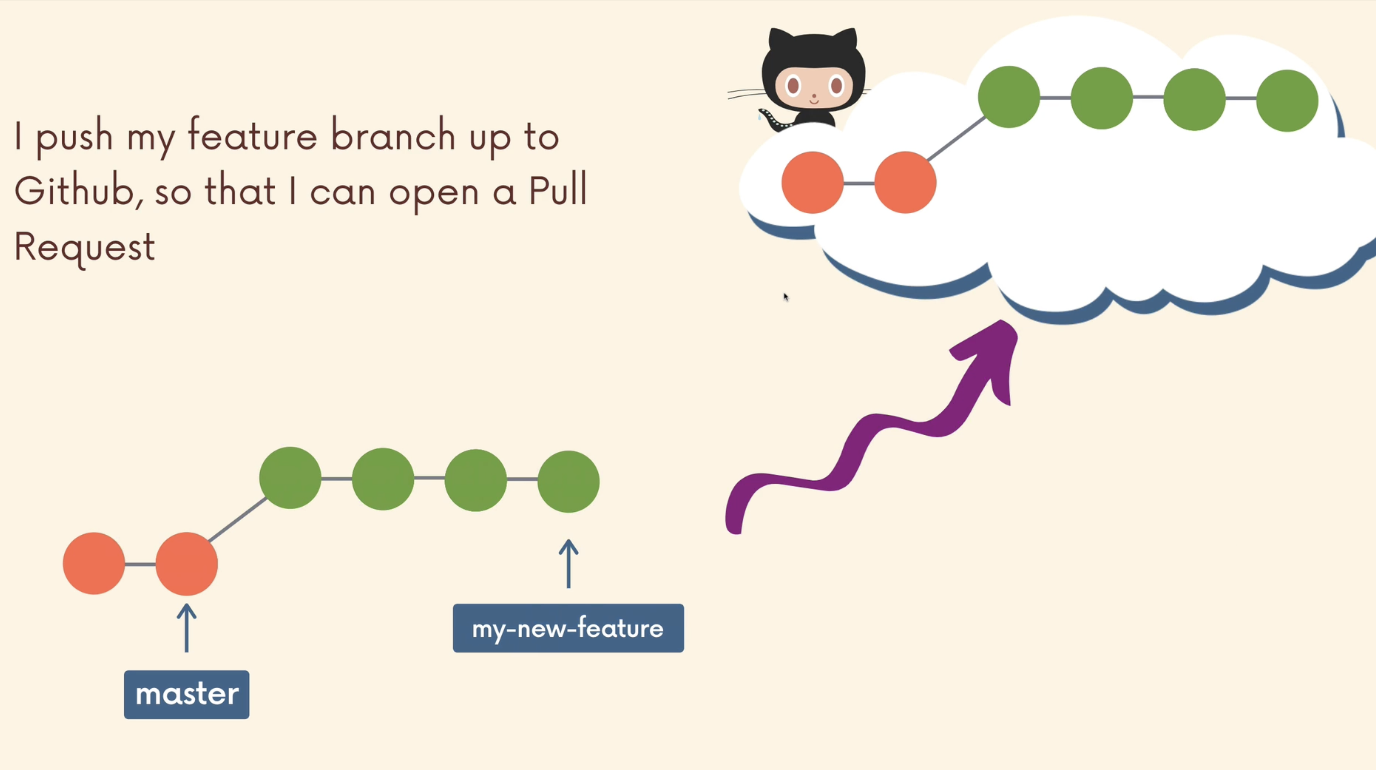 I push my feature branch up to
Github, so that I can open a Pull
Request
my-new-feature
master